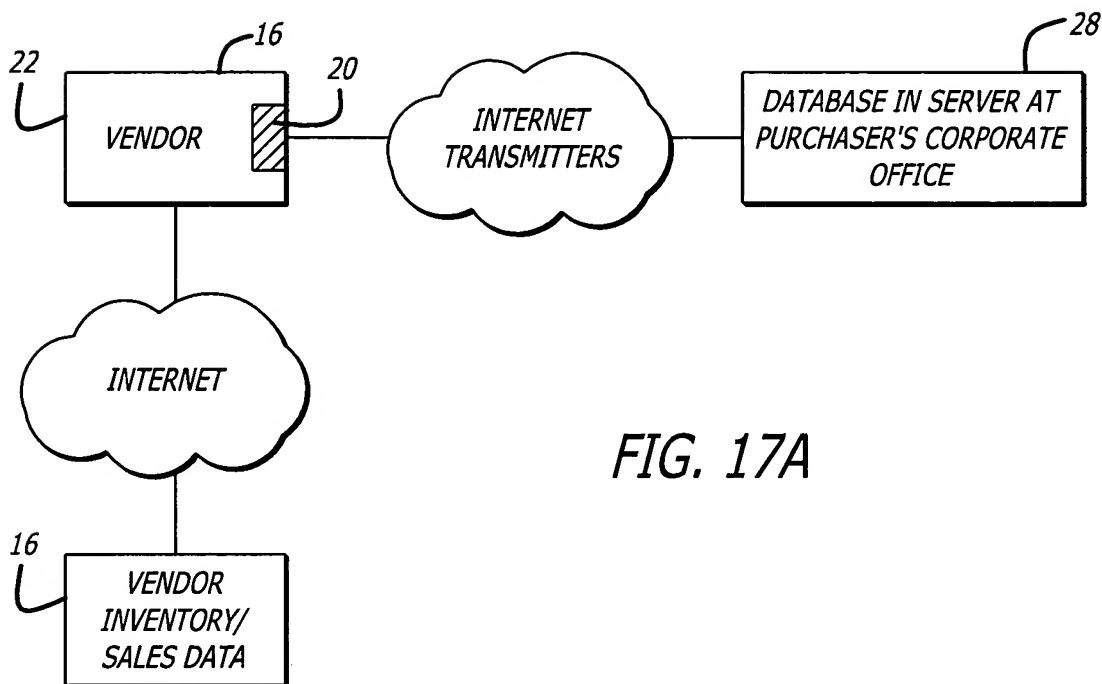 16
22
20
28
VENDOR
INTERNET
TRANSMITTERS
DATABASE IN SERVER AT
PURCHASER'S CORPORATE
OFFICE
INTERNET
FIG. 17A
16
VENDOR
INVENTORY/
SALES DATA